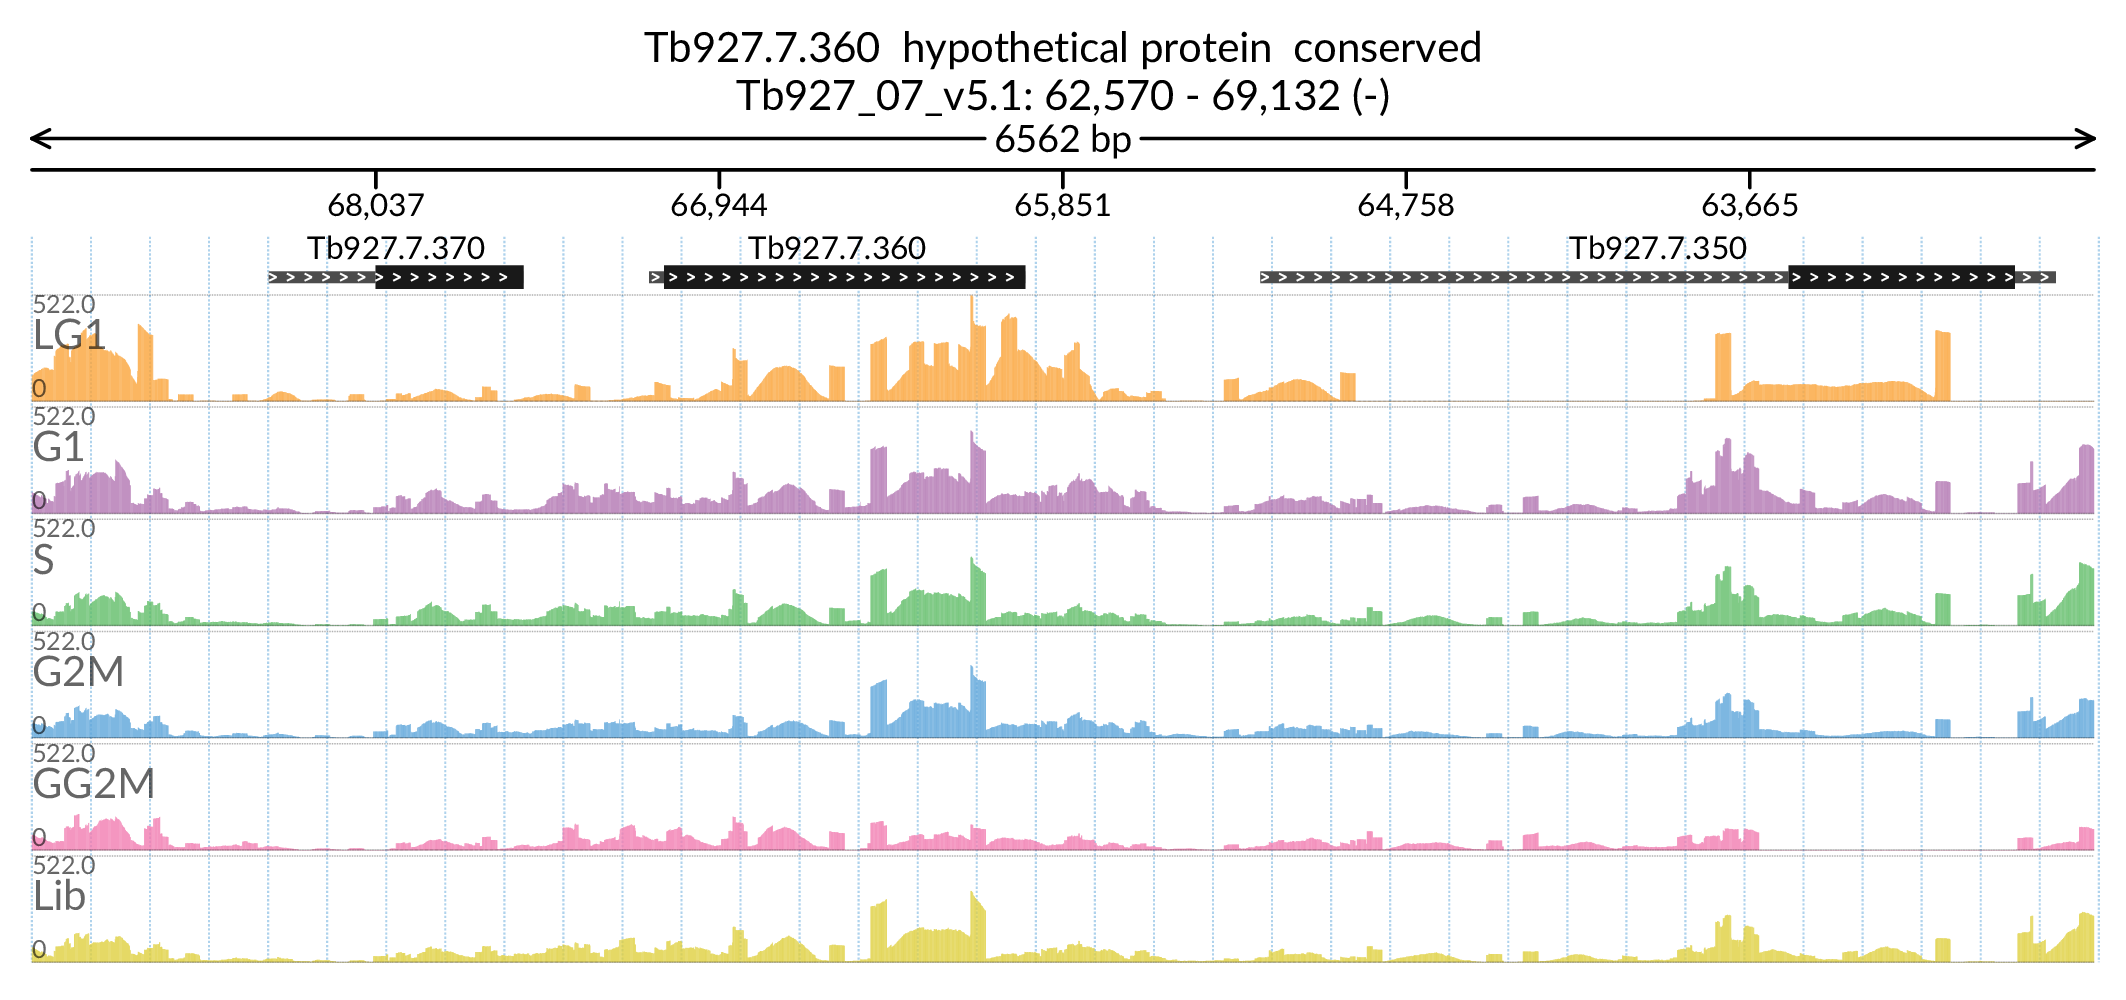 Tb927.7.360  hypothetical protein  conserved
Tb927_07_v5.1: 62,570 - 69,132 (-)
6562 bp
68,037 66,944 65,851 64,758 63,665
Tb927.7.370 Tb927.7.360 Tb927.7.350
522.0
LG1
0
522.0
G1
0
522.0
S
0
522.0
G2M
0
522.0
GG2M
0
522.0
Lib
0